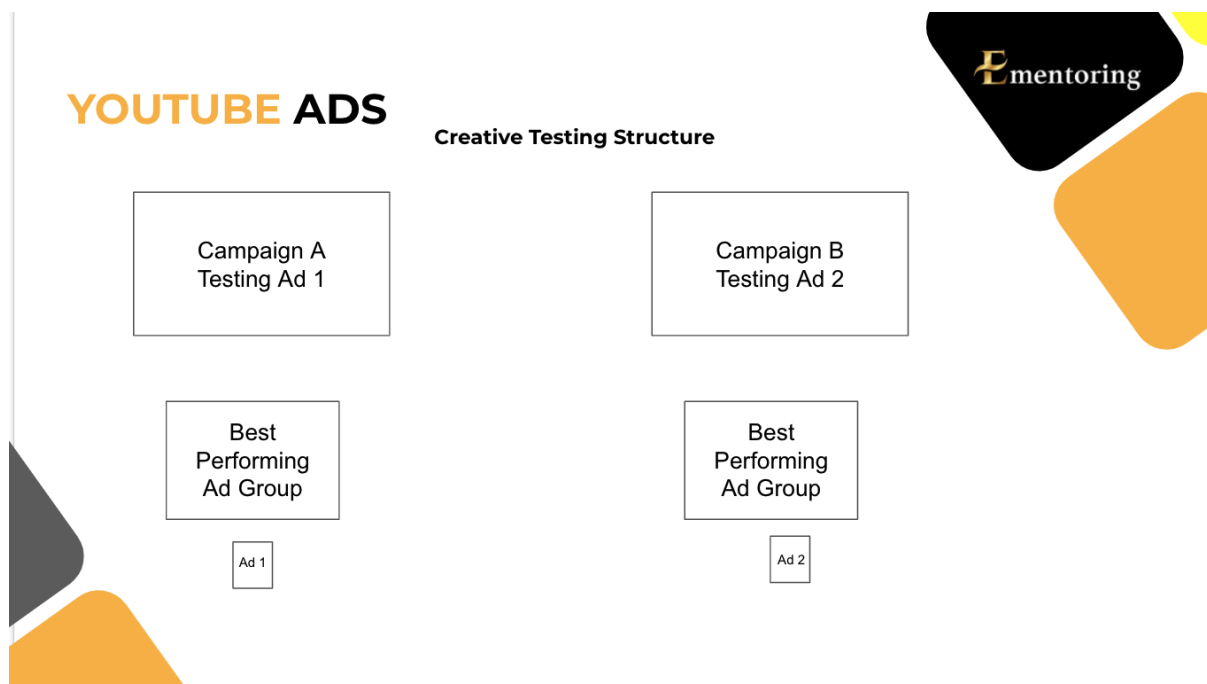 Ementoring
YOUTUBE ADS
Creative Testing Structure
Campaign A
Testing Ad 1
Campaign B
Testing Ad 2
Best
Performing
Ad Group
Best
Performing
Ad Group
Ad 1
Ad 2